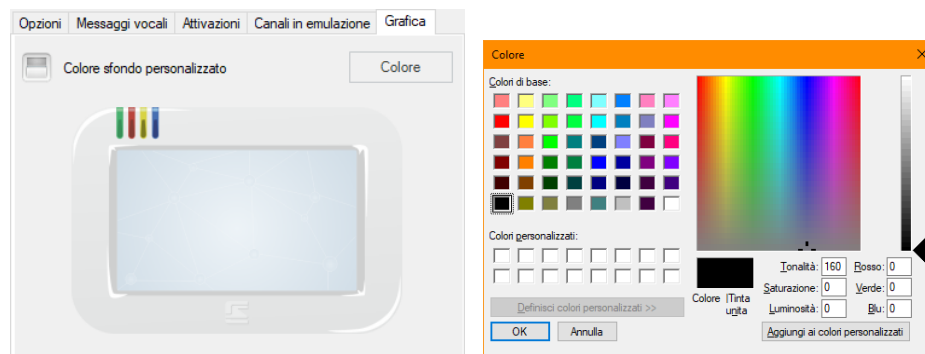 Opzioni Messaggi vocali Attivazioni Canali in emulazione Grafica
Colore sfondo personalizzato Colore
Colore
Colori di base:
Colori personalizzati:
Definisci colori personalizzati >>
OK Annulla
Colore |Tinta
unita
Tonalità: 160 Rosso: 0
Saturazione: 0 Verde: 0
Luminosità: 0 Blu: 0
Aggiungi ai colori personalizzati